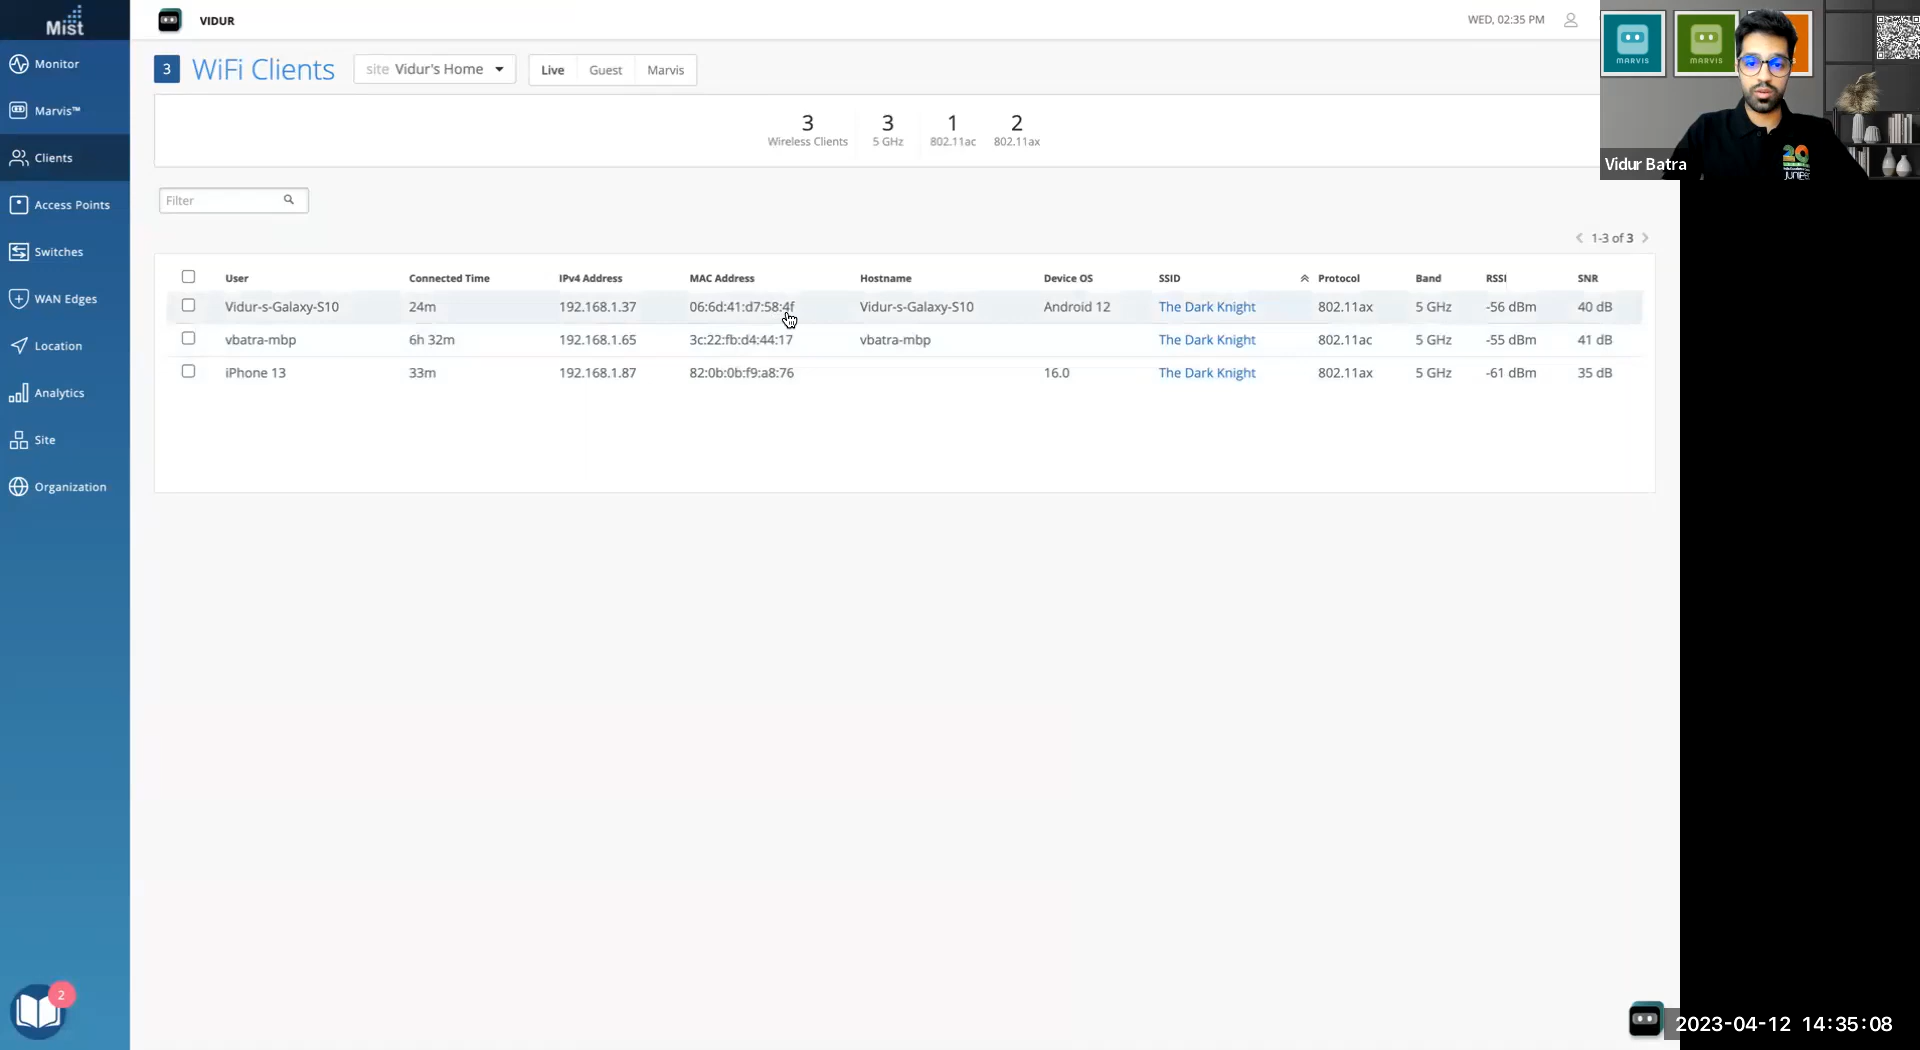 Mist
VIDUR
WED, 02:35 PM
Monitor
Marvis™
Clients
Access Points
Switches
WAN Edges
Location
Analytics
Site
Organization
2
3 WiFi Clients site Vidur's Home Live Guest Marvis
3 3 1 2
Wireless Clients 5 GHz 802.11ac 802.11ax
Filter
1-3 of 3
User Connected Time IPv4 Address MAC Address Hostname Device OS SSID Protocol Band RSSI SNR
Vidur-s-Galaxy-S10 24m 192.168.1.37 06:6d:41:d7:58:4f Vidur-s-Galaxy-S10 Android 12 The Dark Knight 802.11ax 5 GHz -56 dBm 40 dB
vbatra-mbp 6h 32m 192.168.1.65 3c:22:fb:d4:44:17 vbatra-mbp The Dark Knight 802.11ac 5 GHz -55 dBm 41 dB
iPhone 13 33m 192.168.1.87 82:0b:0b:f9:a8:76 16.0 The Dark Knight 802.11ax 5 GHz -61 dBm 35 dB
MARVIS MARVIS
Vidur Batra
20
2023-04-12 14:35:08